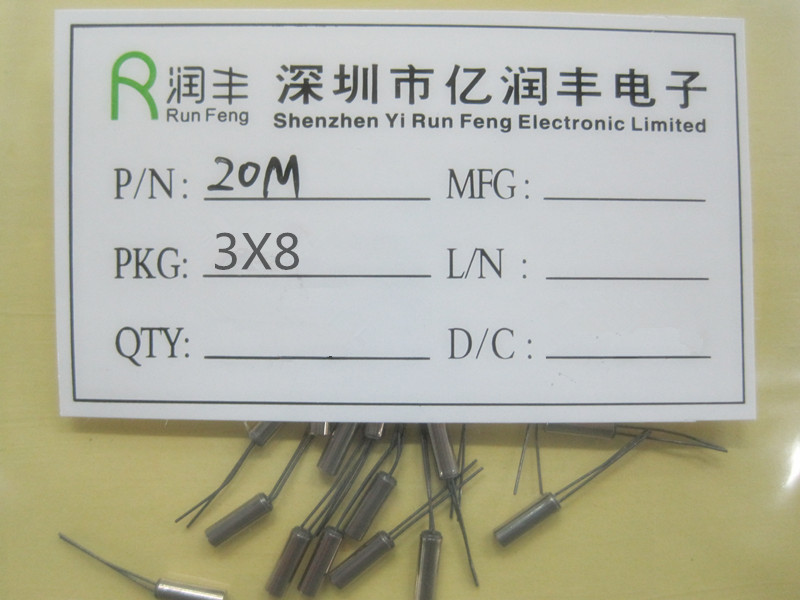 R 润丰 深圳市亿润丰电子
Run Feng Shenzhen Yi Run Feng Electronic Limited
P/N: 20M MFG:
PKG: 3X8 L/N :
QTY: D/C :